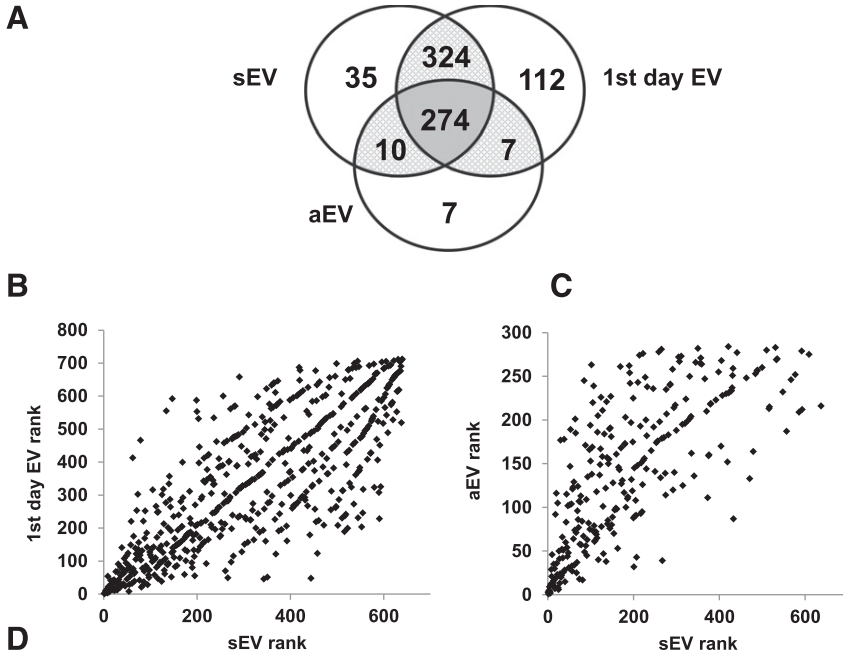 A
sEV
35
324
112
1st day EV
274
10
7
aEV
7
B
C
800
700
600
500
400
300
200
100
0
1st day EV rank
0 200 400 600
sEV rank
300
250
200
150
100
50
0
aEV rank
0 200 400 600
sEV rank
D